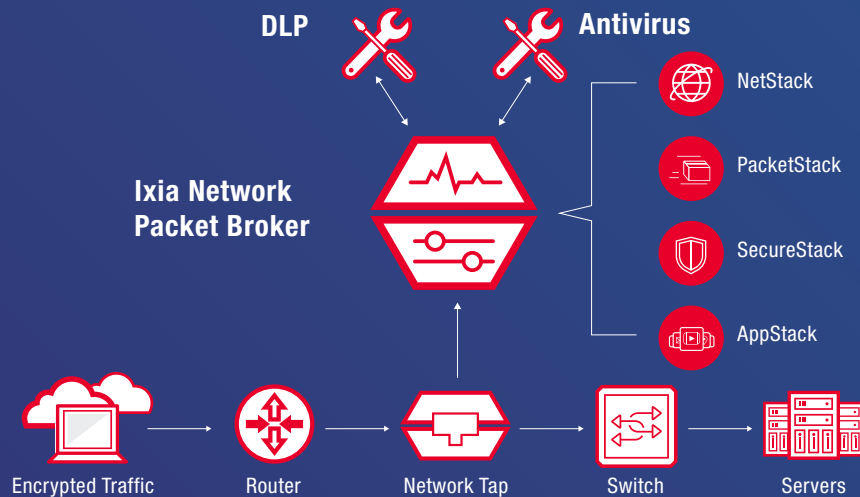 DLP
Antivirus
NetStack
PacketStack
Ixia Network
Packet Broker
SecureStack
AppStack
Encrypted Traffic
Router
Network Tap
Switch
Servers